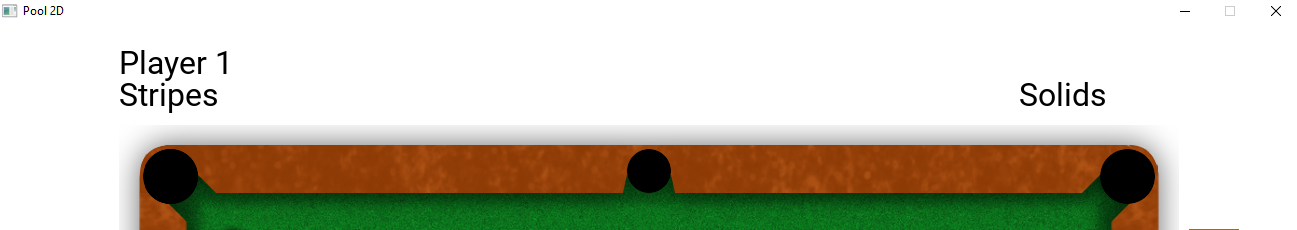 Pool 2D
Player 1
Stripes
Solids